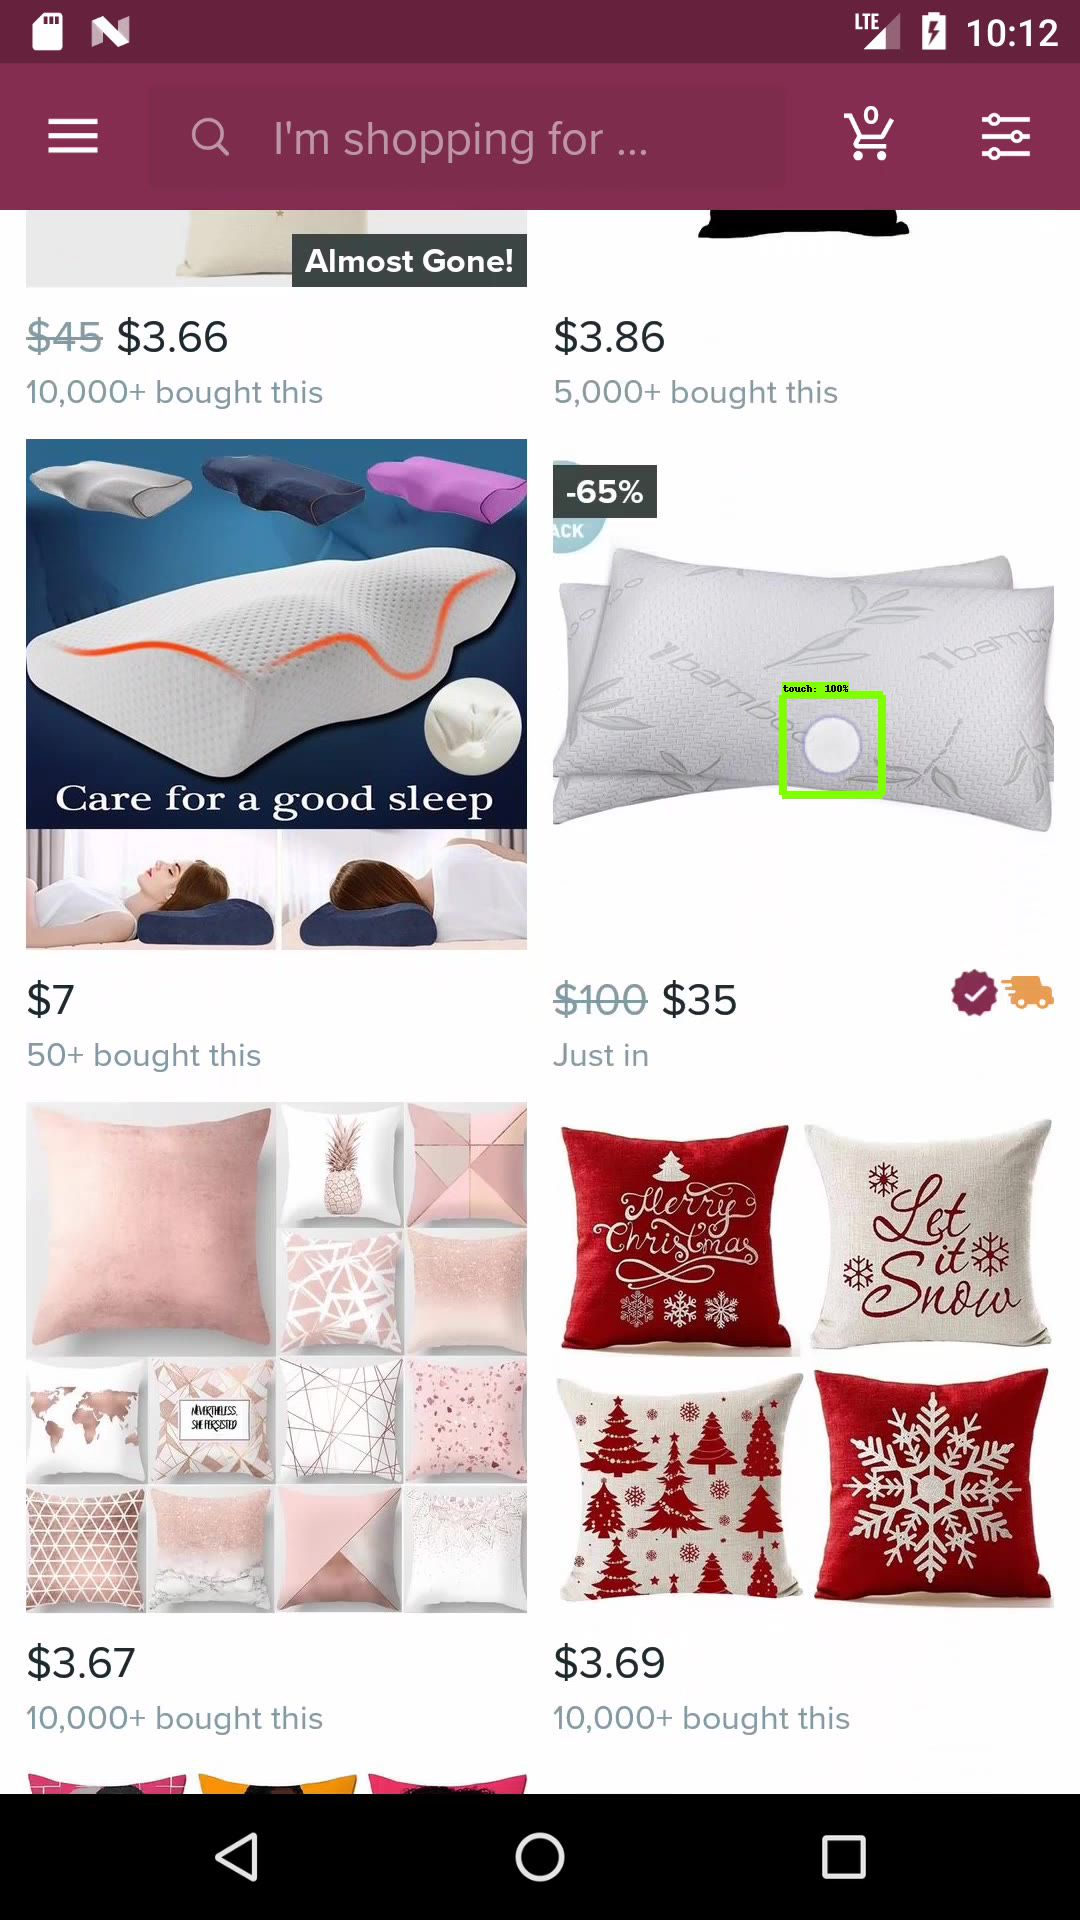 LTE 10:12
0
I'm shopping for ...
Almost Gone!
$45 $3.66
10,000+ bought this
$3.86
5,000+ bought this
Care for a good sleep
-65%
ACK
bamboo
touch: 100%
$7
50+ bought this
$100 $35
Just in
NEVERTHELESS,
SHE PERSISTED
Merry
Christmas
Let
it
Snow
$3.67
10,000+ bought this
$3.69
10,000+ bought this